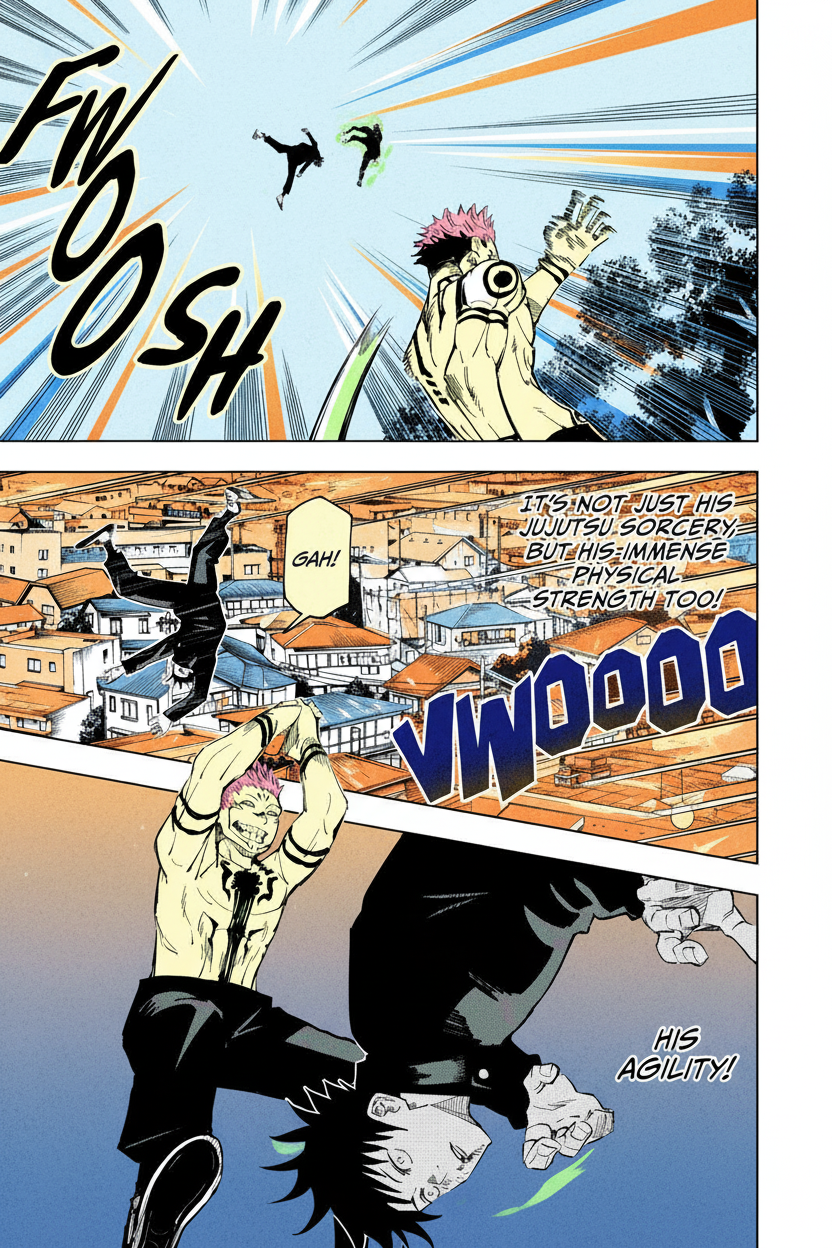 FWOOSH
IT'S NOT JUST HIS
JUJUTSU SORCERY,
BUT HIS IMMENSE
PHYSICAL
STRENGTH TOO!
GAH!
VWOOOO
HIS
AGILITY!